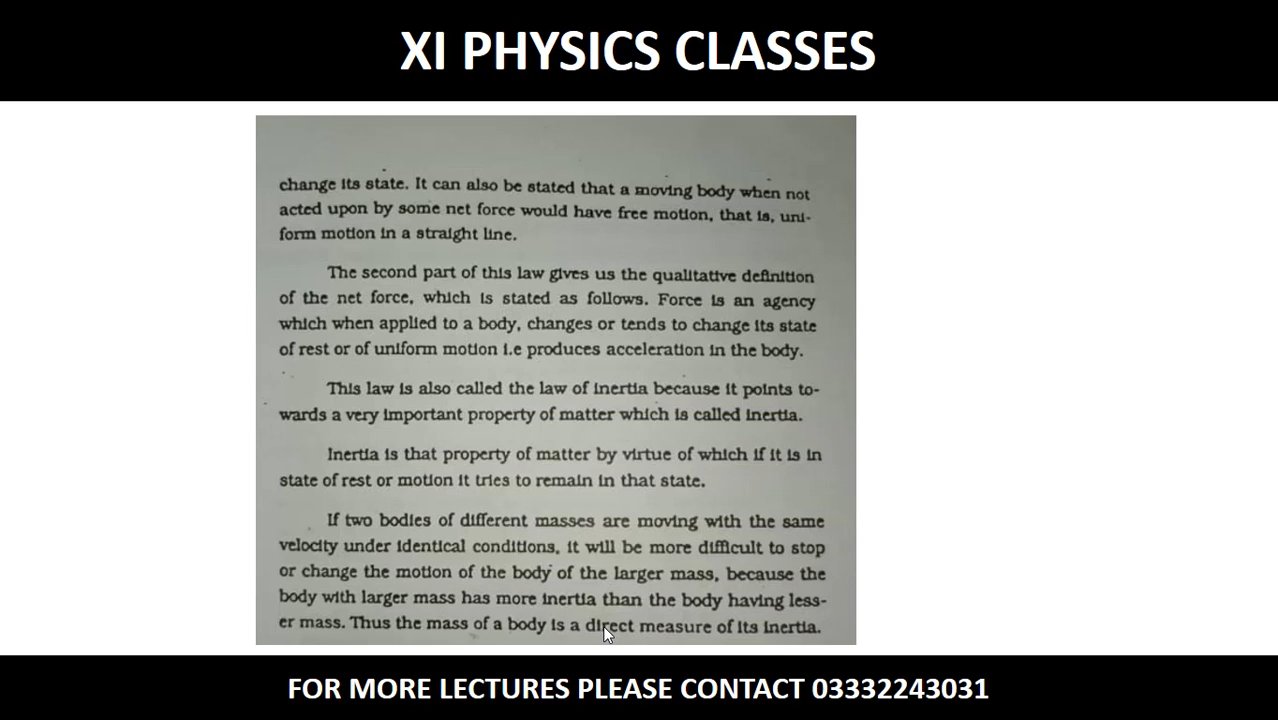 XI PHYSICS CLASSES
change its state. It can also be stated that a moving body when not
acted upon by some net force would have free motion, that is, uni-
form motion in a straight line.
The second part of this law gives us the qualitative definition
of the net force, which is stated as follows. Force is an agency
which when applied to a body, changes or tends to change its state
of rest or of uniform motion i.e produces acceleration in the body.
This law is also called the law of inertia because it points to-
wards a very important property of matter which is called inertia.
Inertia is that property of matter by virtue of which if it is in
state of rest or motion it tries to remain in that state.
If two bodies of different masses are moving with the same
velocity under identical conditions, it will be more difficult to stop
or change the motion of the body of the larger mass, because the
body with larger mass has more inertia than the body having less-
er mass. Thus the mass of a body is a direct measure of its inertia.
FOR MORE LECTURES PLEASE CONTACT 03332243031